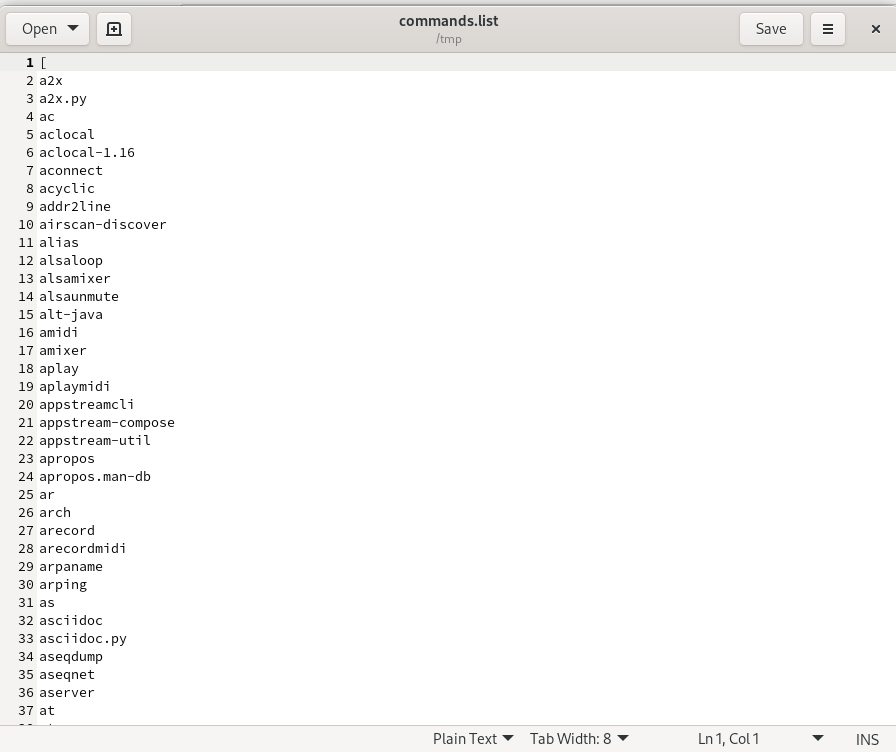 Open
commands.list
/tmp
Save
1 [
2 a2x
3 a2x.py
4 ac
5 aclocal
6 aclocal-1.16
7 aconnect
8 acyclic
9 addr2line
10 airscan-discover
11 alias
12 alsaloop
13 alsamixer
14 alsaunmute
15 alt-java
16 amidi
17 amixer
18 aplay
19 aplaymidi
20 appstreamcli
21 appstream-compose
22 appstream-util
23 apropos
24 apropos.man-db
25 ar
26 arch
27 arecord
28 arecordmidi
29 arpaname
30 arping
31 as
32 asciidoc
33 asciidoc.py
34 aseqdump
35 aseqnet
36 aserver
37 at
Plain Text Tab Width: 8 Ln 1, Col 1 INS